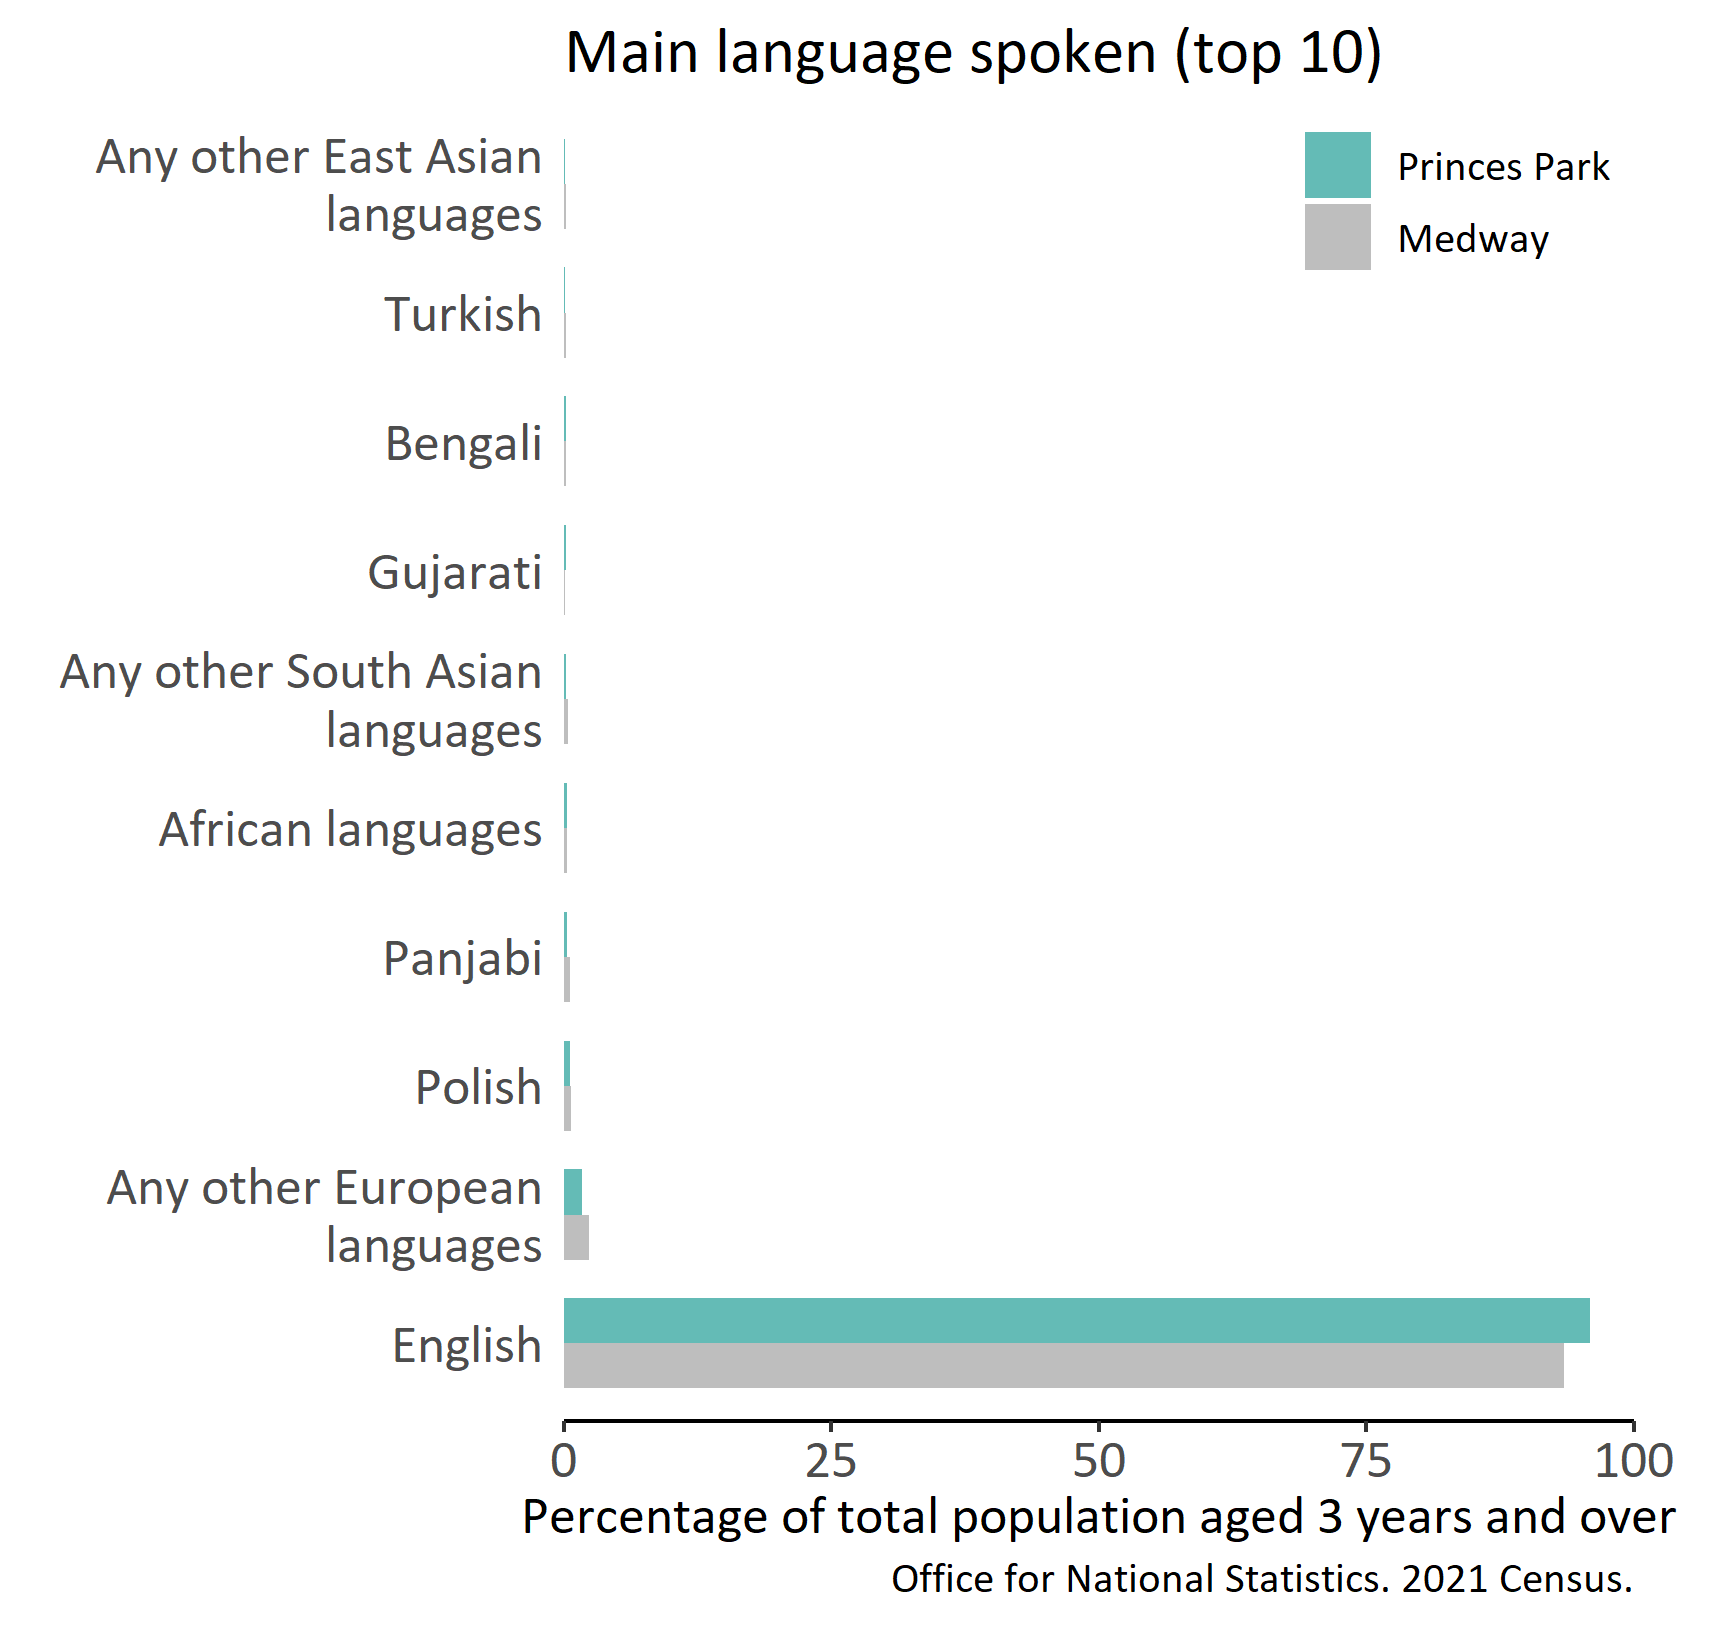 Main language spoken (top 10)
Princes Park
Medway
Any other East Asian
languages
Turkish
Bengali
Gujarati
Any other South Asian
languages
African languages
Panjabi
Polish
Any other European
languages
English
0 25 50 75 100
Percentage of total population aged 3 years and over
Office for National Statistics. 2021 Census.